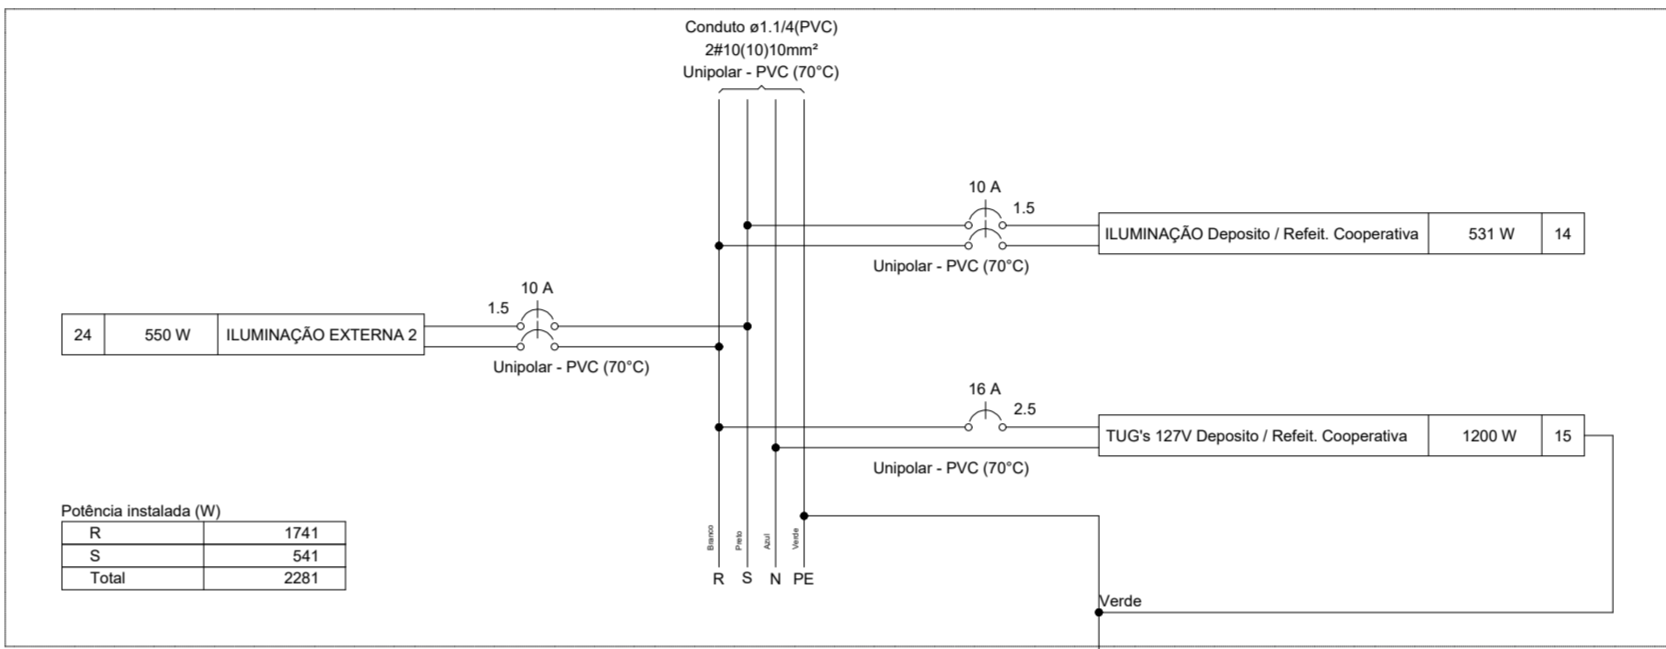 Conduto ø1.1/4(PVC)
2#10(10)10mm²
Unipolar - PVC (70°C)
10 A
1.5
ILUMINAÇÃO Deposito / Refeit. Cooperativa 531 W 14
Unipolar - PVC (70°C)
10 A
1.5
24 550 W ILUMINAÇÃO EXTERNA 2
Unipolar - PVC (70°C)
16 A
2.5
TUG's 127V Deposito / Refeit. Cooperativa 1200 W 15
Unipolar - PVC (70°C)
Potência instalada (W)
R 1741
S 541
Total 2281
Branco Preto Azul Verde
R S N PE
Verde